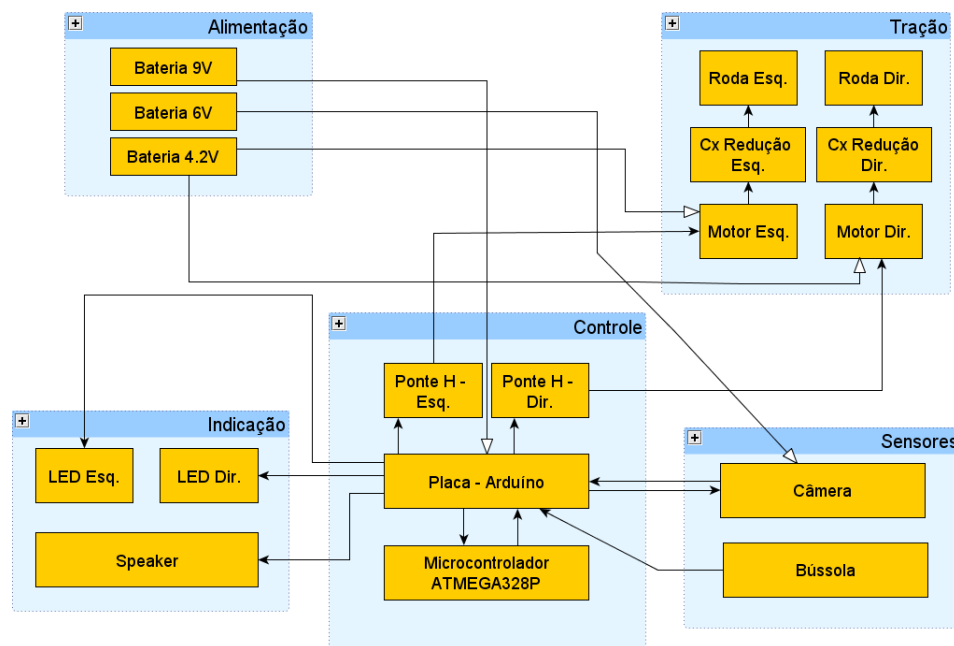 Alimentação
Bateria 9V
Bateria 6V
Bateria 4.2V
Tração
Roda Esq.
Roda Dir.
Cx Redução
Esq.
Cx Redução
Dir.
Motor Esq.
Motor Dir.
Controle
Ponte H -
Esq.
Ponte H -
Dir.
Placa - Arduíno
Microcontrolador
ATMEGA328P
Indicação
LED Esq.
LED Dir.
Speaker
Sensores
Câmera
Bússola